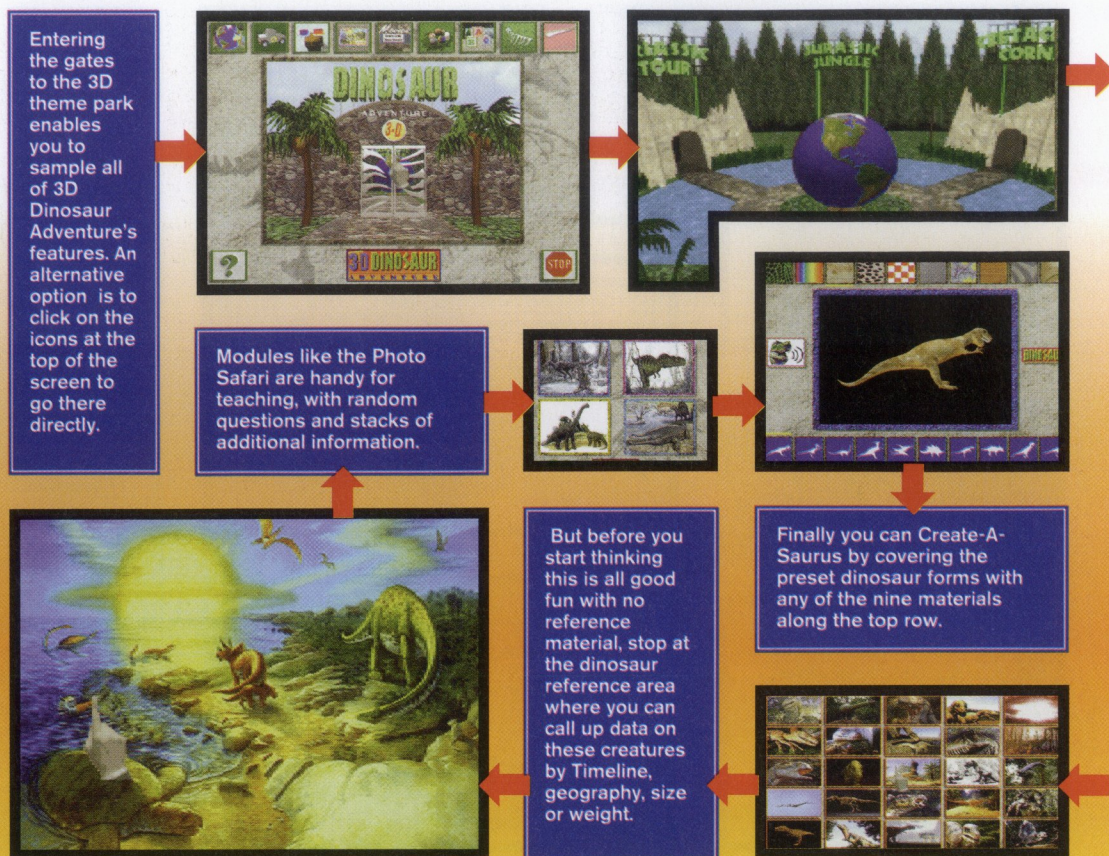 Entering
the gates
to the 3D
theme park
enables
you to
sample all
of 3D
Dinosaur
Adventure's
features. An
alternative
option is to
click on the
icons at the
top of the
screen to
go there
directly.
DINOSAUR
ADVENTURE
3-D
?
3D DINOSAUR
ADVENTURE
STOP
TOUR
JURASSIC
JUNGLE
CORN
Modules like the Photo
Safari are handy for
teaching, with random
questions and stacks of
additional information.
DINOSAU
But before you
start thinking
this is all good
fun with no
reference
material, stop at
the dinosaur
reference area
where you can
call up data on
these creatures
by Timeline,
geography, size
or weight.
Finally you can Create-A-
Saurus by covering the
preset dinosaur forms with
any of the nine materials
along the top row.